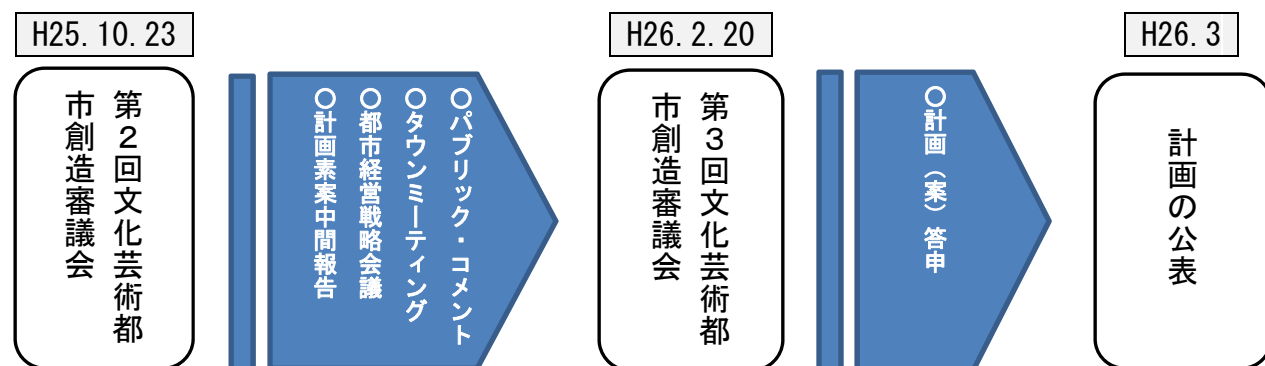 H25.10.23
第２回文化芸術都
市創造審議会
○パブリック・コメント
○タウンミーティング
○都市経営戦略会議
○計画素案中間報告
H26.2.20
第３回文化芸術都
市創造審議会
○計画（案）答申
H26.3
計画の公表